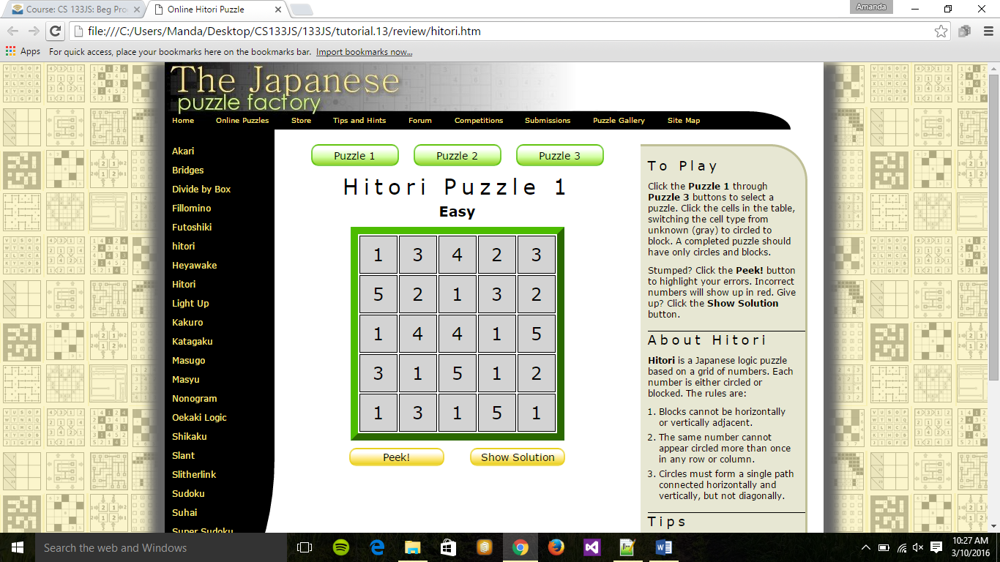 Course: CS 133JS: Beg Pro
Online Hitori Puzzle
Amanda
file:///C:/Users/Manda/Desktop/CS133JS/133JS/tutorial.13/review/hitori.htm
Apps For quick access, place your bookmarks here on the bookmarks bar. Import bookmarks now...
The Japanese
puzzle factory
Home Online Puzzles Store Tips and Hints Forum Competitions Submissions Puzzle Gallery Site Map
Akari
Bridges
Divide by Box
Fillomino
Futoshiki
hitori
Heyawake
Hitori
Light Up
Kakuro
Katagaku
Masugo
Masyu
Nonogram
Oekaki Logic
Shikaku
Slant
Slitherlink
Sudoku
Suhai
Super Sudoku
Puzzle 1 Puzzle 2 Puzzle 3
Hitori Puzzle 1
Easy
1 3 4 2 3
5 2 1 3 2
1 4 4 1 5
3 1 5 1 2
1 3 1 5 1
Peek! Show Solution
To Play
Click the Puzzle 1 through
Puzzle 3 buttons to select a
puzzle. Click the cells in the table,
switching the cell type from
unknown (gray) to circled to
block. A completed puzzle should
have only circles and blocks.
Stumped? Click the Peek! button
to highlight your errors. Incorrect
numbers will show up in red. Give
up? Click the Show Solution
button.
About Hitori
Hitori is a Japanese logic puzzle
based on a grid of numbers. Each
number is either circled or
blocked. The rules are:
1. Blocks cannot be horizontally
or vertically adjacent.
2. The same number cannot
appear circled more than once
in any row or column.
3. Circles must form a single path
connected horizontally and
vertically, but not diagonally.
Tips
Search the web and Windows
10:27 AM
3/10/2016